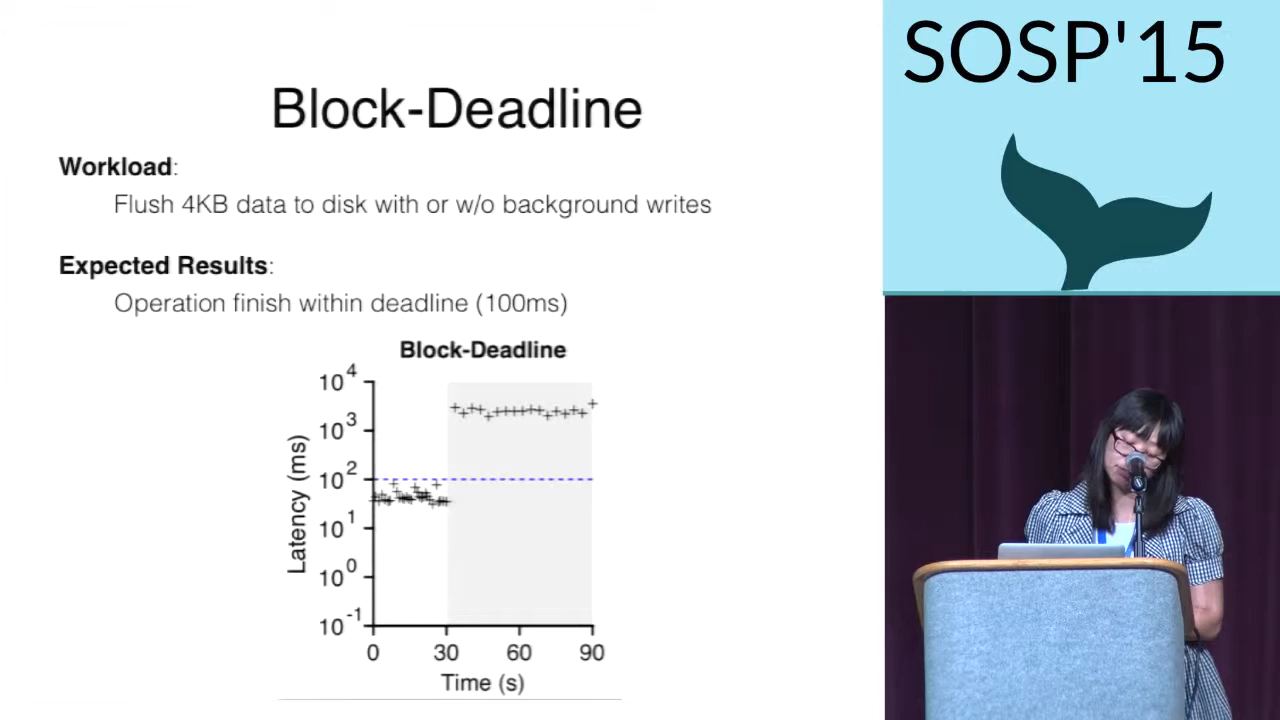 Block-Deadline
Workload:
Flush 4KB data to disk with or w/o background writes
Expected Results:
Operation finish within deadline (100ms)
Block-Deadline
10^4
10^3
10^2
10^1
10^0
10^-1
Latency (ms)
0 30 60 90
Time (s)
SOSP'15